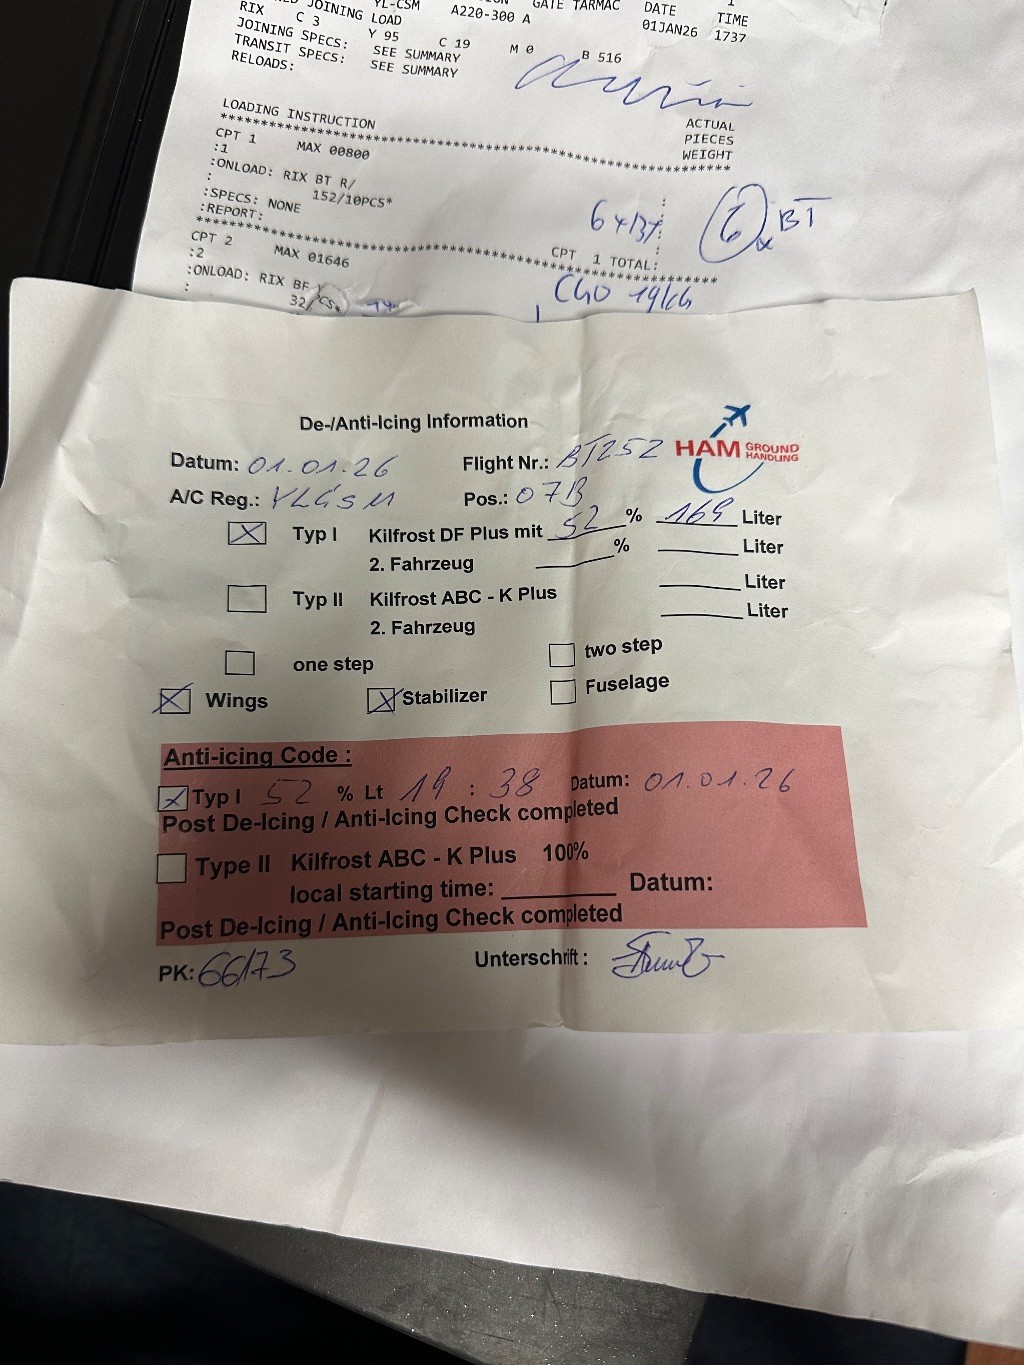 YL-CSM A220-300 A GATE TARMAC DATE TIME
JOINING LOAD 01JAN26 1737
RIX C 3 Y 95 C 19 M 0 B 516
JOINING SPECS: SEE SUMMARY
TRANSIT SPECS: SEE SUMMARY
RELOADS:
LOADING INSTRUCTION ACTUAL
PIECES
WEIGHT
CPT 1 MAX 00800
:1
:ONLOAD: RIX BT R/
: 152/10PCS*
:SPECS: NONE
:REPORT:
6xBT 6 x BT
CPT 1 TOTAL:
CPT 2 MAX 01646
:2
:ONLOAD: RIX BF
: 32/ CS*
De-/Anti-Icing Information
HAM GROUND HANDLING
Datum: 01.01.26 Flight Nr.: BT252
A/C Reg.: YLCSM Pos.: 07B
Typ I Kilfrost DF Plus mit 52 % 169 Liter
2. Fahrzeug % Liter
Typ II Kilfrost ABC - K Plus Liter
2. Fahrzeug Liter
one step two step
Wings Stabilizer Fuselage
Anti-icing Code :
Typ I 52 % Lt 19 : 38 Datum: 01.01.26
Post De-Icing / Anti-Icing Check completed
Type II Kilfrost ABC - K Plus 100%
local starting time: Datum:
Post De-Icing / Anti-Icing Check completed
PK: 66173 Unterschrift :